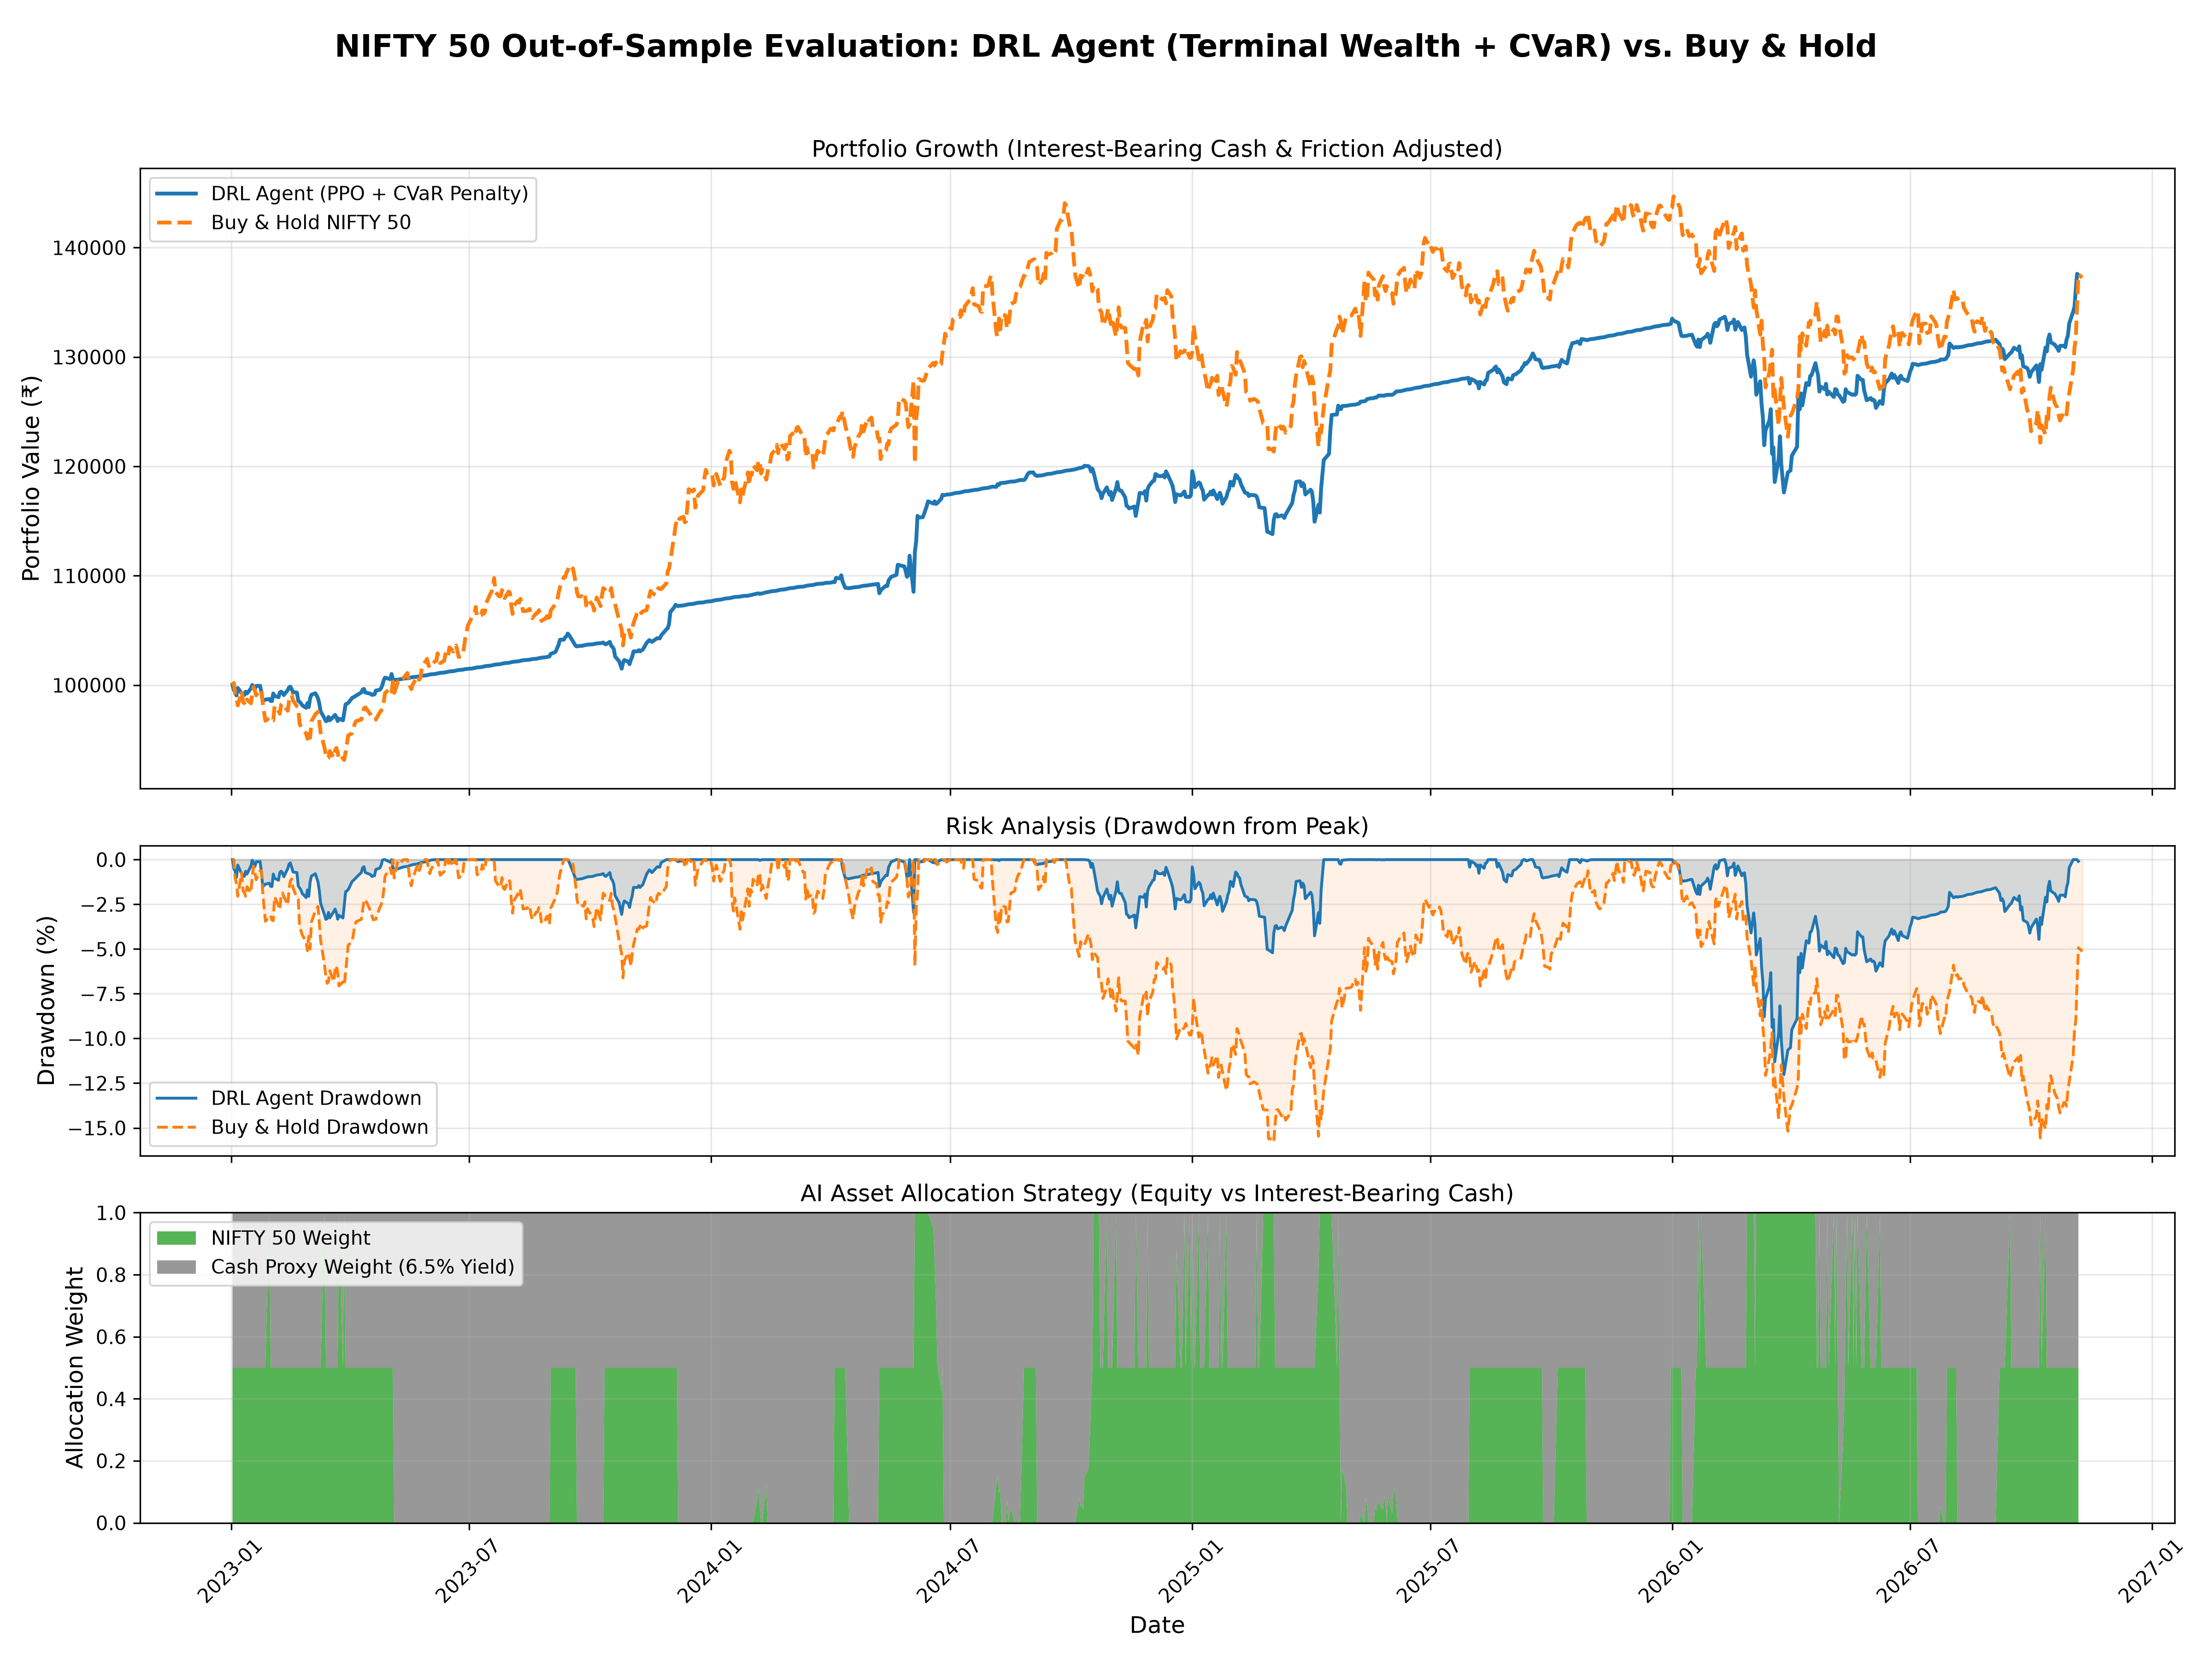 NIFTY 50 Out-of-Sample Evaluation: DRL Agent (Terminal Wealth + CVaR) vs. Buy & Hold
Portfolio Growth (Interest-Bearing Cash & Friction Adjusted)
DRL Agent (PPO + CVaR Penalty)
Buy & Hold NIFTY 50
Portfolio Value (₹)
140000
130000
120000
110000
100000
Risk Analysis (Drawdown from Peak)
Drawdown (%)
0.0
−2.5
−5.0
−7.5
−10.0
−12.5
−15.0
DRL Agent Drawdown
Buy & Hold Drawdown
AI Asset Allocation Strategy (Equity vs Interest-Bearing Cash)
NIFTY 50 Weight
Cash Proxy Weight (6.5% Yield)
Allocation Weight
1.0
0.8
0.6
0.4
0.2
0.0
2023-01
2023-07
2024-01
2024-07
2025-01
2025-07
2026-01
2026-07
2027-01
Date